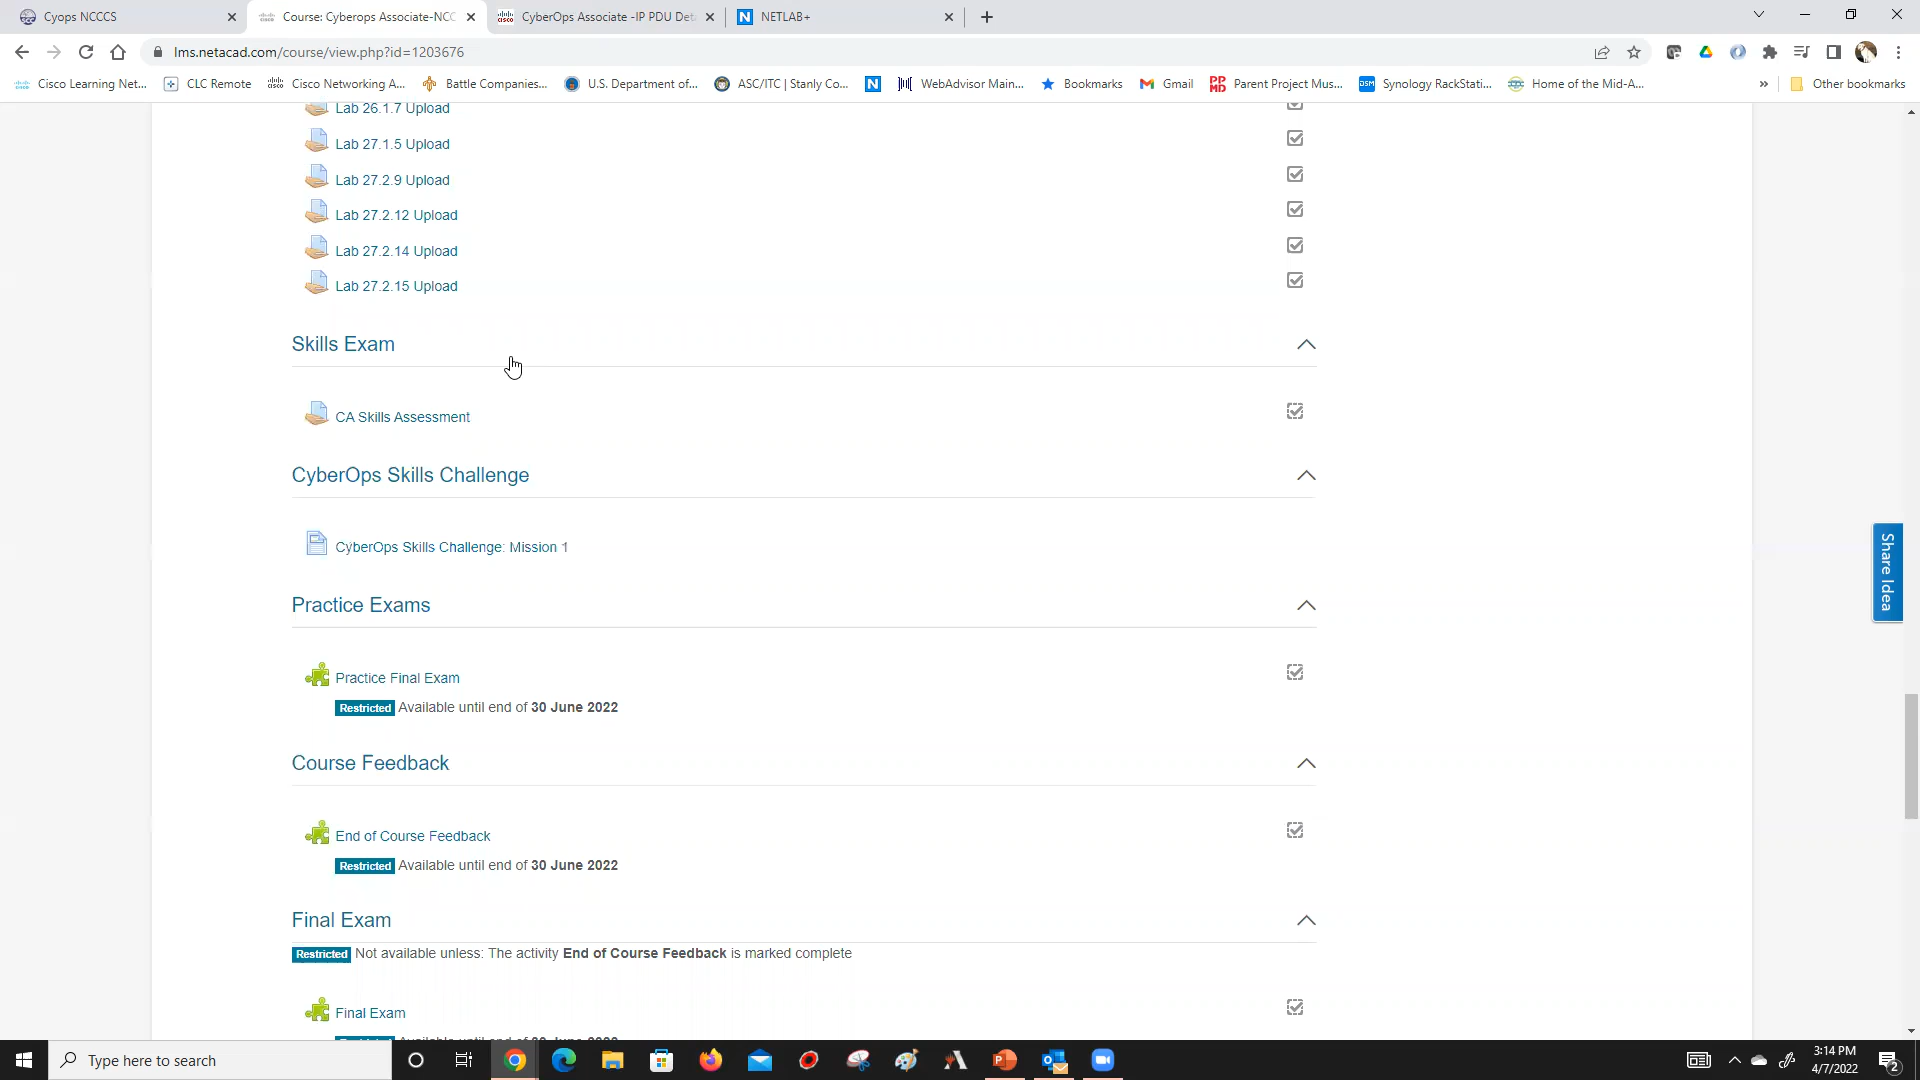 Cyops NCCCS
Course: Cyberops Associate-NCC
CyberOps Associate -IP PDU Det
NETLAB+
lms.netacad.com/course/view.php?id=1203676
Cisco Learning Net... CLC Remote Cisco Networking A... Battle Companies... U.S. Department of... ASC/ITC | Stanly Co... WebAdvisor Main... Bookmarks Gmail Parent Project Mus... Synology RackStati... Home of the Mid-A... » Other bookmarks
Lab 26.1.7 Upload
Lab 27.1.5 Upload
Lab 27.2.9 Upload
Lab 27.2.12 Upload
Lab 27.2.14 Upload
Lab 27.2.15 Upload
Skills Exam
CA Skills Assessment
CyberOps Skills Challenge
CyberOps Skills Challenge: Mission 1
Share Idea
Practice Exams
Practice Final Exam
Restricted Available until end of 30 June 2022
Course Feedback
End of Course Feedback
Restricted Available until end of 30 June 2022
Final Exam
Restricted Not available unless: The activity End of Course Feedback is marked complete
Final Exam
Type here to search
3:14 PM
4/7/2022
2